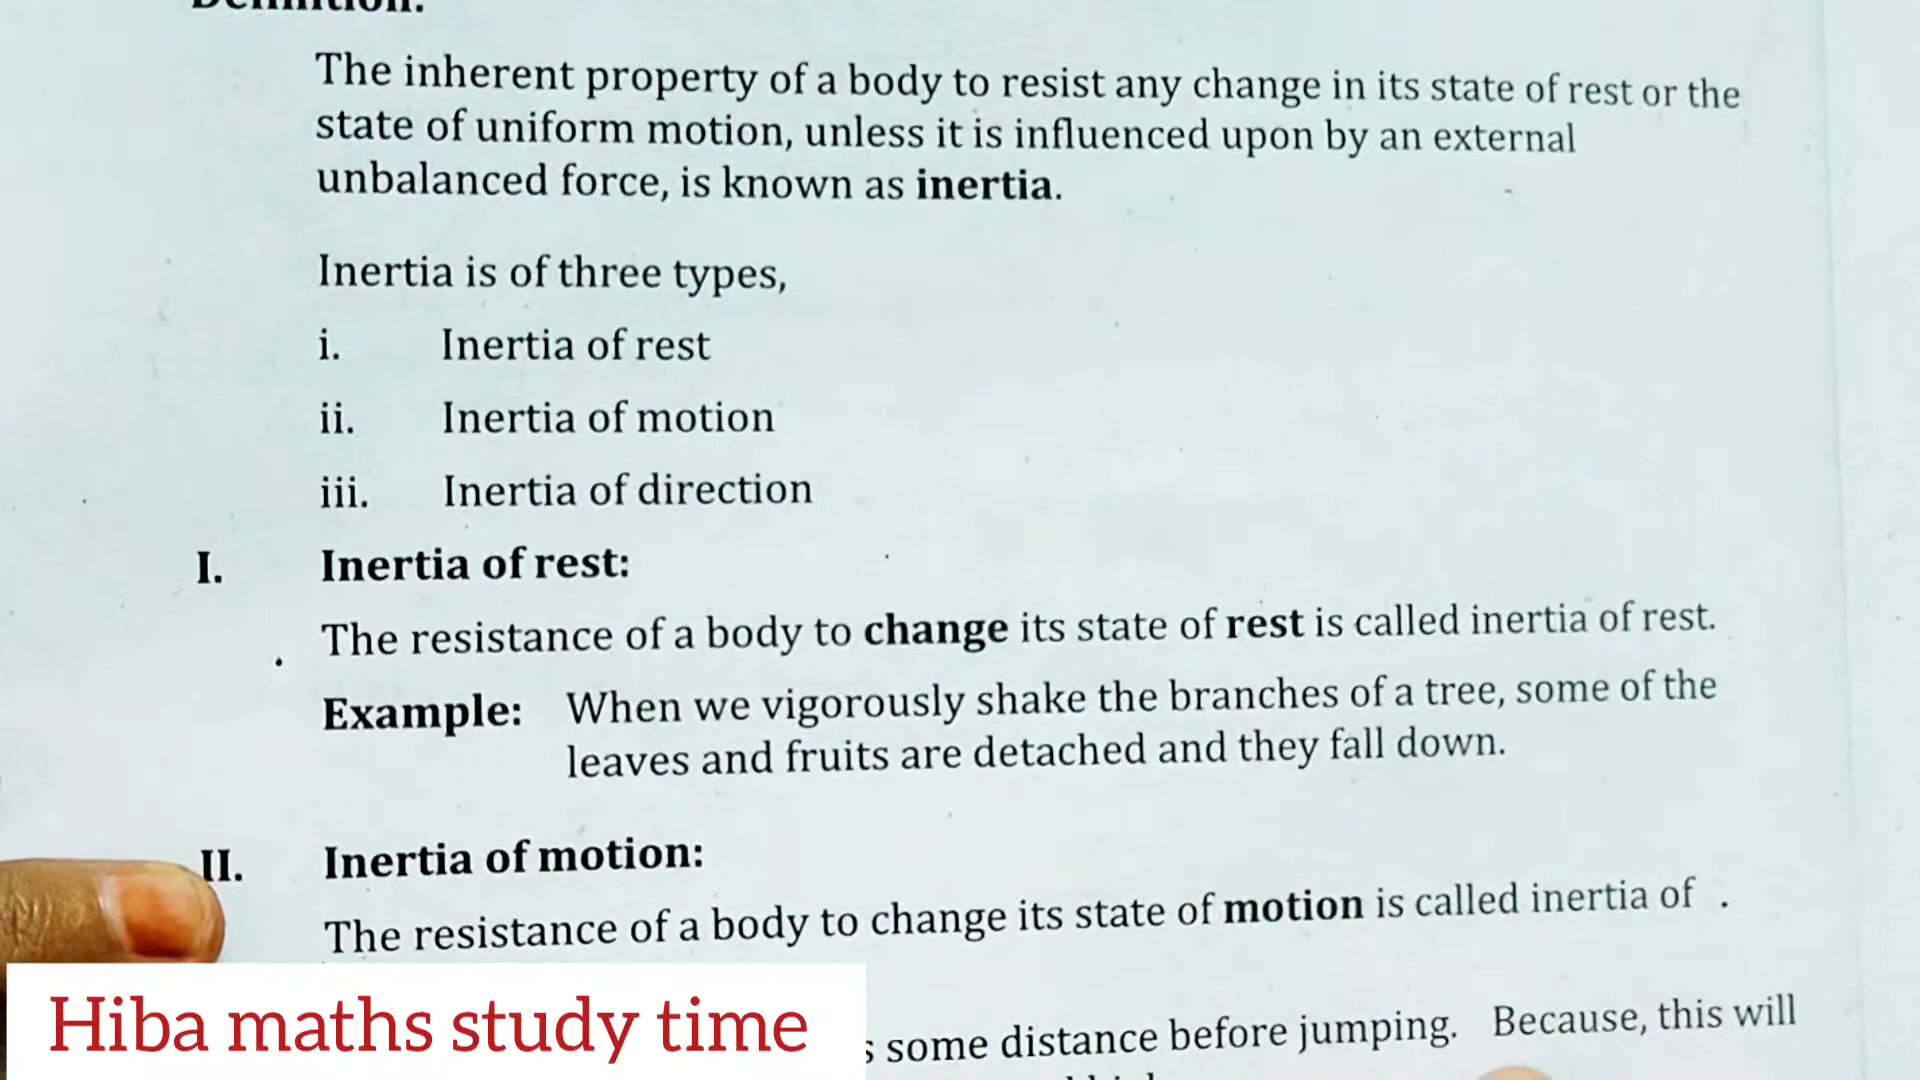 Definition:
The inherent property of a body to resist any change in its state of rest or the
state of uniform motion, unless it is influenced upon by an external
unbalanced force, is known as inertia.
Inertia is of three types,
i. Inertia of rest
ii. Inertia of motion
iii. Inertia of direction
I. Inertia of rest:
The resistance of a body to change its state of rest is called inertia of rest.
Example: When we vigorously shake the branches of a tree, some of the
leaves and fruits are detached and they fall down.
II. Inertia of motion:
The resistance of a body to change its state of motion is called inertia of .
some distance before jumping. Because, this will
Hiba maths study time